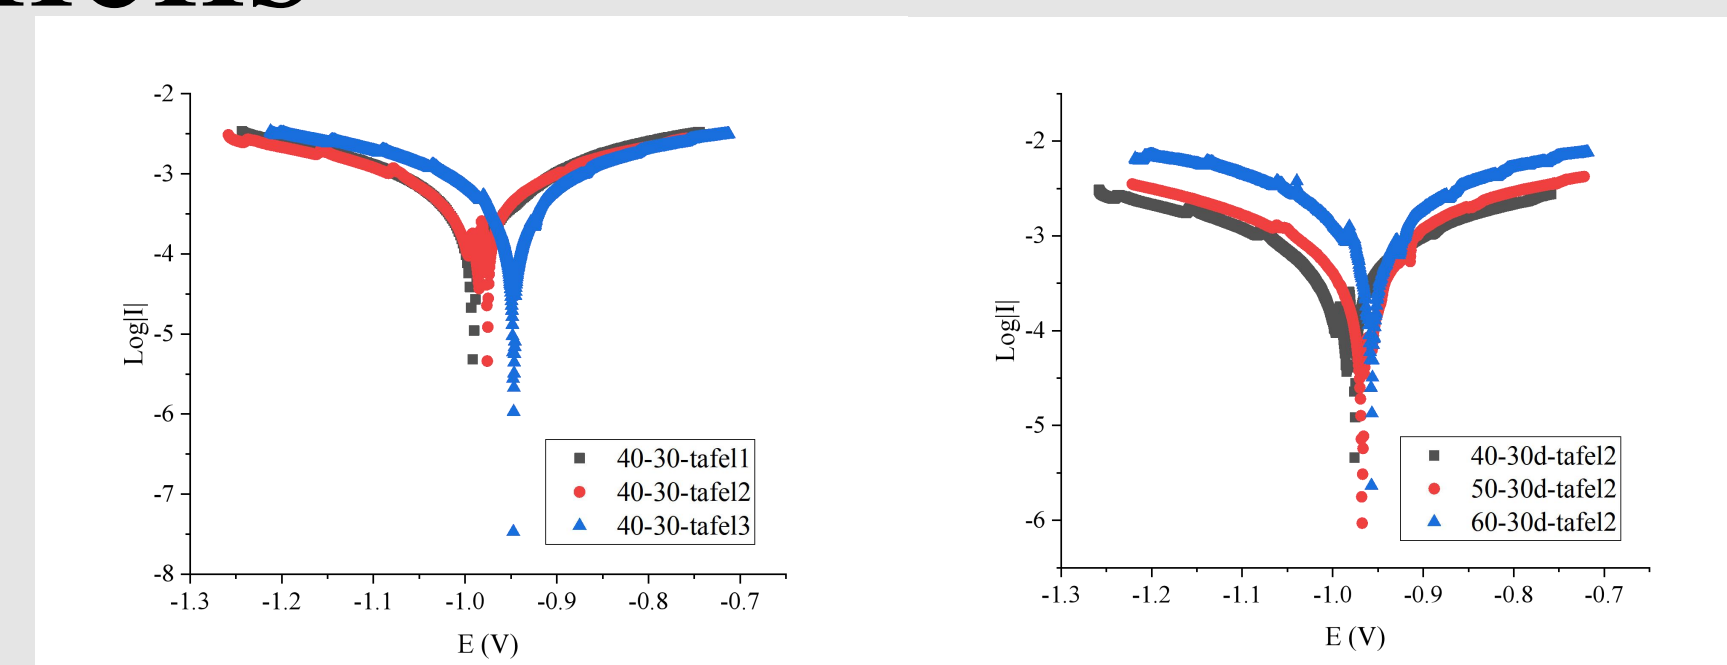 -2
-3
-4
-5
-6
-7
-8
Log|I|
40-30-tafel1
40-30-tafel2
40-30-tafel3
-1.3 -1.2 -1.1 -1.0 -0.9 -0.8 -0.7
E (V)
-2
-3
-4
-5
-6
Log|I|
40-30d-tafel2
50-30d-tafel2
60-30d-tafel2
-1.3 -1.2 -1.1 -1.0 -0.9 -0.8 -0.7
E (V)